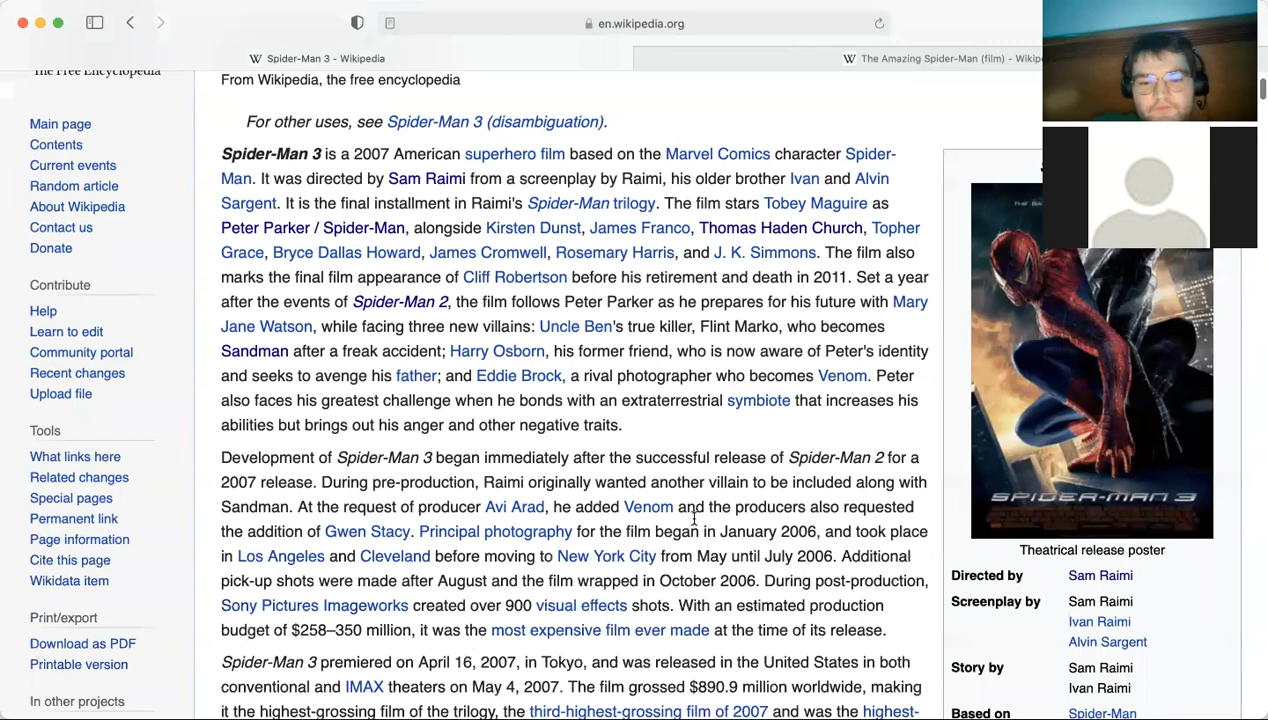 en.wikipedia.org
Spider-Man 3 - Wikipedia
The Amazing Spider-Man (film) - Wikip
The Free Encyclopedia
Main page
Contents
Current events
Random article
About Wikipedia
Contact us
Donate
Contribute
Help
Learn to edit
Community portal
Recent changes
Upload file
Tools
What links here
Related changes
Special pages
Permanent link
Page information
Cite this page
Wikidata item
Print/export
Download as PDF
Printable version
In other projects
From Wikipedia, the free encyclopedia
For other uses, see Spider-Man 3 (disambiguation).
Spider-Man 3 is a 2007 American superhero film based on the Marvel Comics character Spider-
Man. It was directed by Sam Raimi from a screenplay by Raimi, his older brother Ivan and Alvin
Sargent. It is the final installment in Raimi's Spider-Man trilogy. The film stars Tobey Maguire as
Peter Parker / Spider-Man, alongside Kirsten Dunst, James Franco, Thomas Haden Church, Topher
Grace, Bryce Dallas Howard, James Cromwell, Rosemary Harris, and J. K. Simmons. The film also
marks the final film appearance of Cliff Robertson before his retirement and death in 2011. Set a year
after the events of Spider-Man 2, the film follows Peter Parker as he prepares for his future with Mary
Jane Watson, while facing three new villains: Uncle Ben's true killer, Flint Marko, who becomes
Sandman after a freak accident; Harry Osborn, his former friend, who is now aware of Peter's identity
and seeks to avenge his father; and Eddie Brock, a rival photographer who becomes Venom. Peter
also faces his greatest challenge when he bonds with an extraterrestrial symbiote that increases his
abilities but brings out his anger and other negative traits.
Development of Spider-Man 3 began immediately after the successful release of Spider-Man 2 for a
2007 release. During pre-production, Raimi originally wanted another villain to be included along with
Sandman. At the request of producer Avi Arad, he added Venom and the producers also requested
the addition of Gwen Stacy. Principal photography for the film began in January 2006, and took place
in Los Angeles and Cleveland before moving to New York City from May until July 2006. Additional
pick-up shots were made after August and the film wrapped in October 2006. During post-production,
Sony Pictures Imageworks created over 900 visual effects shots. With an estimated production
budget of $258–350 million, it was the most expensive film ever made at the time of its release.
Spider-Man 3 premiered on April 16, 2007, in Tokyo, and was released in the United States in both
conventional and IMAX theaters on May 4, 2007. The film grossed $890.9 million worldwide, making
it the highest-grossing film of the trilogy, the third-highest-grossing film of 2007 and was the highest-
SPIDER-MAN 3
Theatrical release poster
Directed by Sam Raimi
Screenplay by Sam Raimi
Ivan Raimi
Alvin Sargent
Story by Sam Raimi
Ivan Raimi
Based on Spider-Man